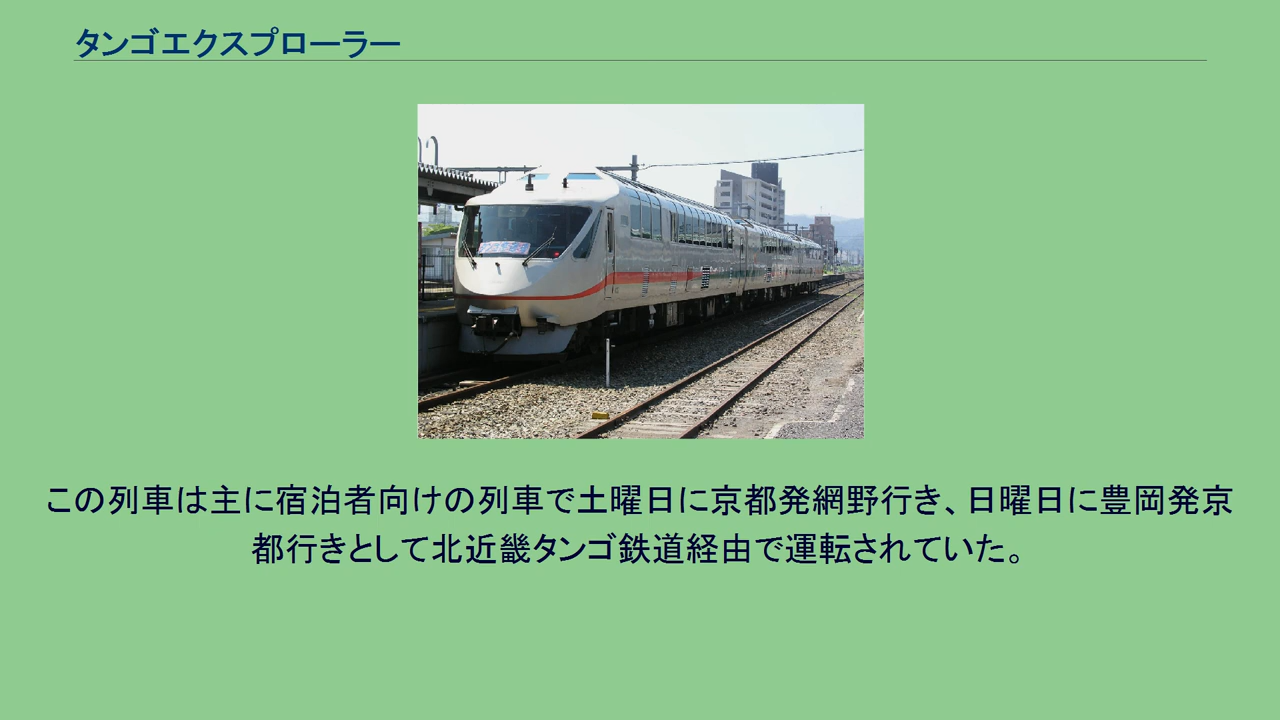 タンゴエクスプローラー
この列車は主に宿泊者向けの列車で土曜日に京都発網野行き、日曜日に豊岡発京
都行きとして北近畿タンゴ鉄道経由で運転されていた。